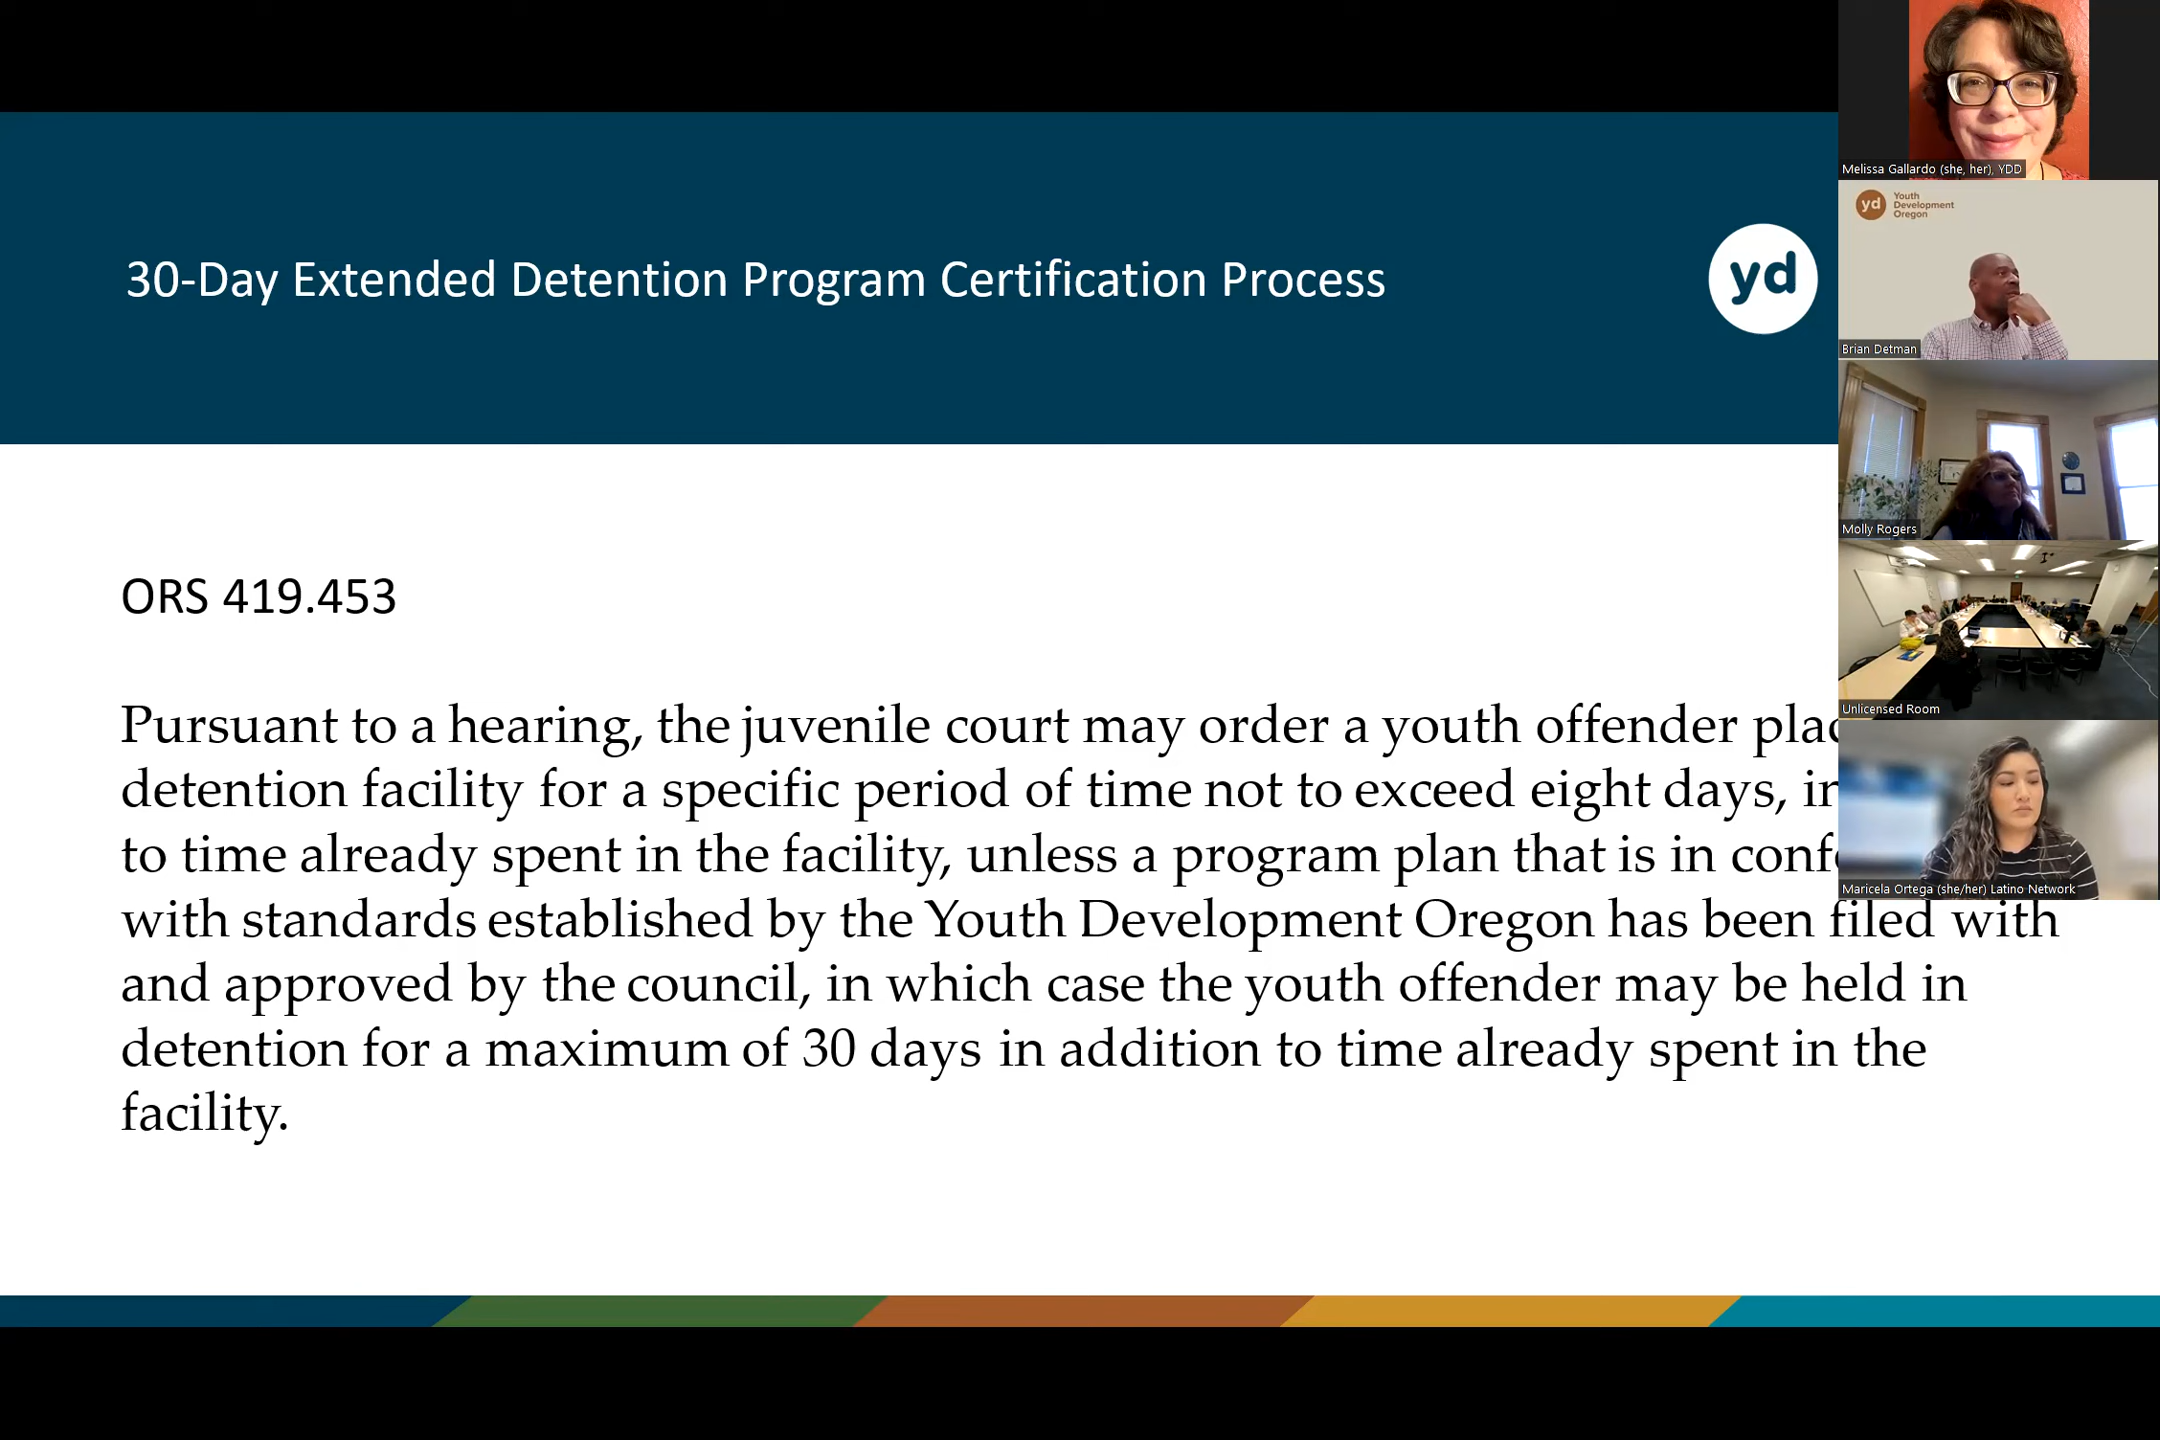 30-Day Extended Detention Program Certification Process
yd
ORS 419.453
Pursuant to a hearing, the juvenile court may order a youth offender
detention facility for a specific period of time not to exceed eight days,
to time already spent in the facility, unless a program plan that is in
with standards established by the Youth Development Oregon has been filed with
and approved by the council, in which case the youth offender may be held in
detention for a maximum of 30 days in addition to time already spent in the
facility.
Melissa Gallardo (she, her), YDD
yd
Youth
Development
Oregon
Brian Detman
Molly Rogers
Unlicensed Room
Maricela Ortega (she/her) Latino Network